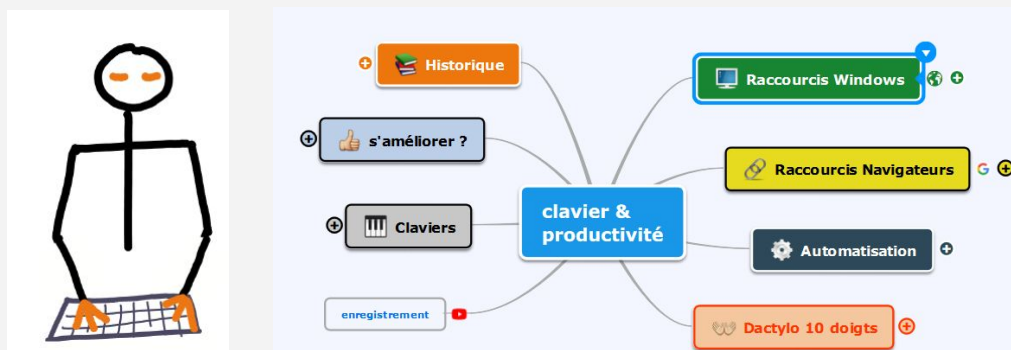 Historique
s'améliorer ?
Claviers
enregistrement
clavier &
productivité
Raccourcis Windows
Raccourcis Navigateurs
G
Automatisation
Dactylo 10 doigts